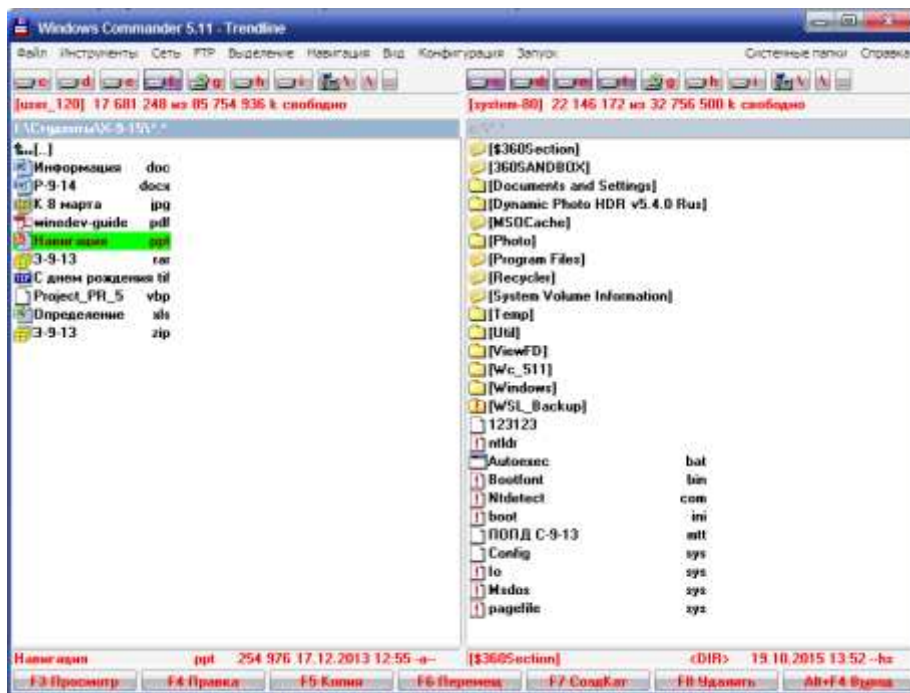 Windows Commander 5.11 - Trendline
Файл Инструменты Сеть FTP Выделение Навигация Вид Конфигурация Запуск Системные папки Справка
c d e f g h i \ \ c d e f g h i \ \
[user_120] 17 681 248 из 85 754 936 k свободно
[system-80] 22 146 172 из 32 756 500 k свободно
f:\Студенты\X-9-15\*.*
c:\*.*
[..]
Информация doc
P-9-14 docx
К 8 марта jpg
winedev-guide pdf
Навигация ppt
З-9-13 rar
С днем рождения tif
Project_PR_5 vbp
Определение xls
З-9-13 zip
[$360Section]
[360SANDBOX]
[Documents and Settings]
[Dynamic Photo HDR v5.4.0 Rus]
[MSOCache]
[Photo]
[Program Files]
[Recycler]
[System Volume Information]
[Temp]
[Util]
[ViewFD]
[Wc_511]
[Windows]
[WSL_Backup]
123123
ntldr
Autoexec bat
Bootfont bin
Ntdetect com
boot ini
ПОПД С-9-13 mtt
Config sys
Io sys
Msdos sys
pagefile sys
Навигация ppt 254 976 17.12.2013 12:55 -a--
[$360Section] <DIR> 19.10.2015 13:52 --hs
F3 Просмотр F4 Правка F5 Копия F6 Перемещ F7 СоздКат F8 Удалить Alt+F4 Выход